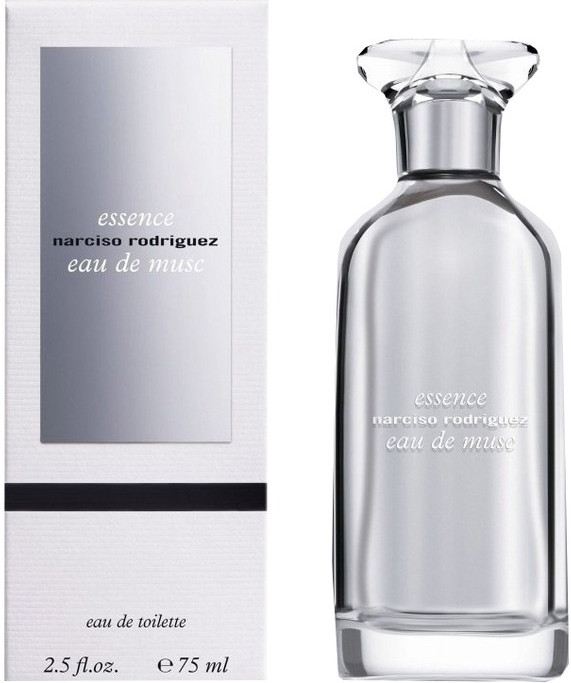 essence
narciso rodriguez
eau de musc
eau de toilette
2.5 fl.oz. ℮ 75 ml
essence
narciso rodriguez
eau de musc